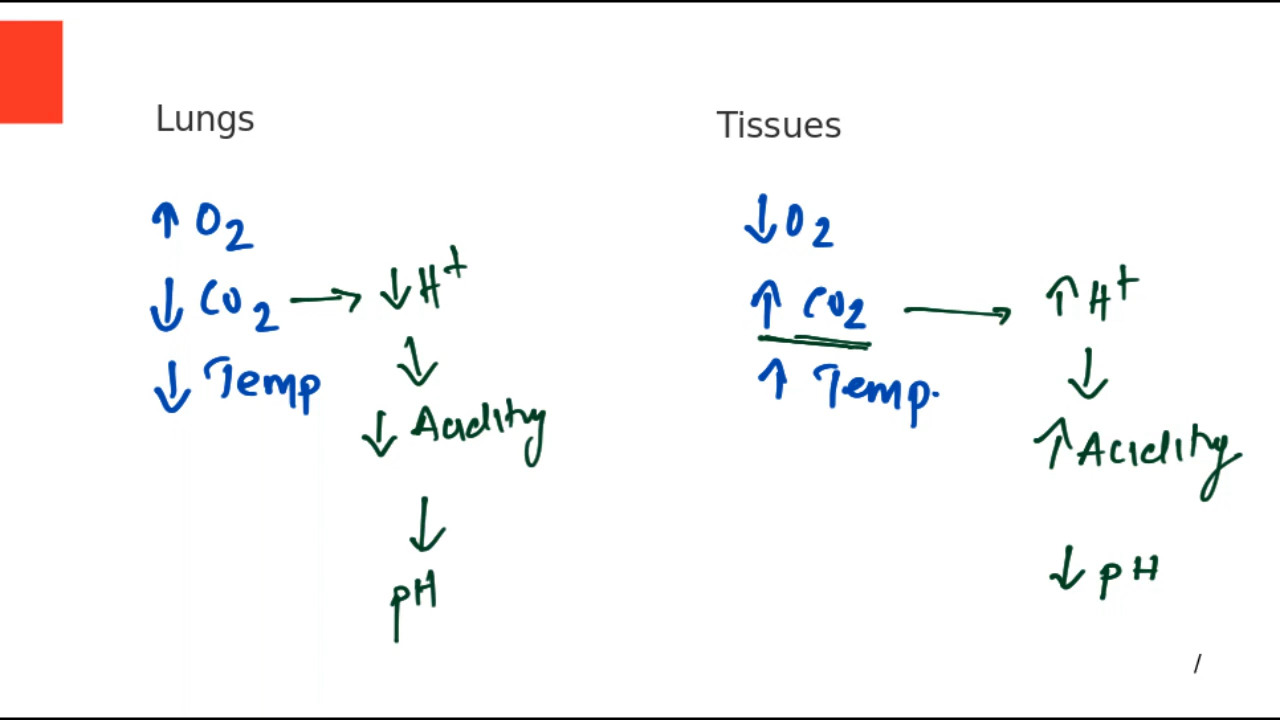 Lungs
↑ O2
↓ CO2 → ↓ H+
↓ Temp
↓
↓ Acidity
↓
pH
Tissues
↓ O2
↑ CO2 → ↑ H+
↑ Temp.
↓
↑ Acidity
↓ pH
/